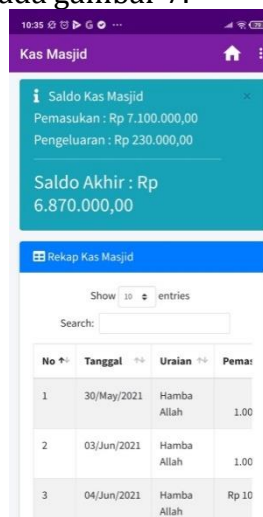 ada gambar 7.
10:35
Kas Masjid
Saldo Kas Masjid
Pemasukan : Rp 7.100.000,00
Pengeluaran : Rp 230.000,00
Saldo Akhir : Rp
6.870.000,00
Rekap Kas Masjid
Show 10 entries
Search:
No Tanggal Uraian Pemas
1 30/May/2021 Hamba
Allah 1.00
2 03/Jun/2021 Hamba
Allah 1.00
3 04/Jun/2021 Hamba Rp 10
Allah